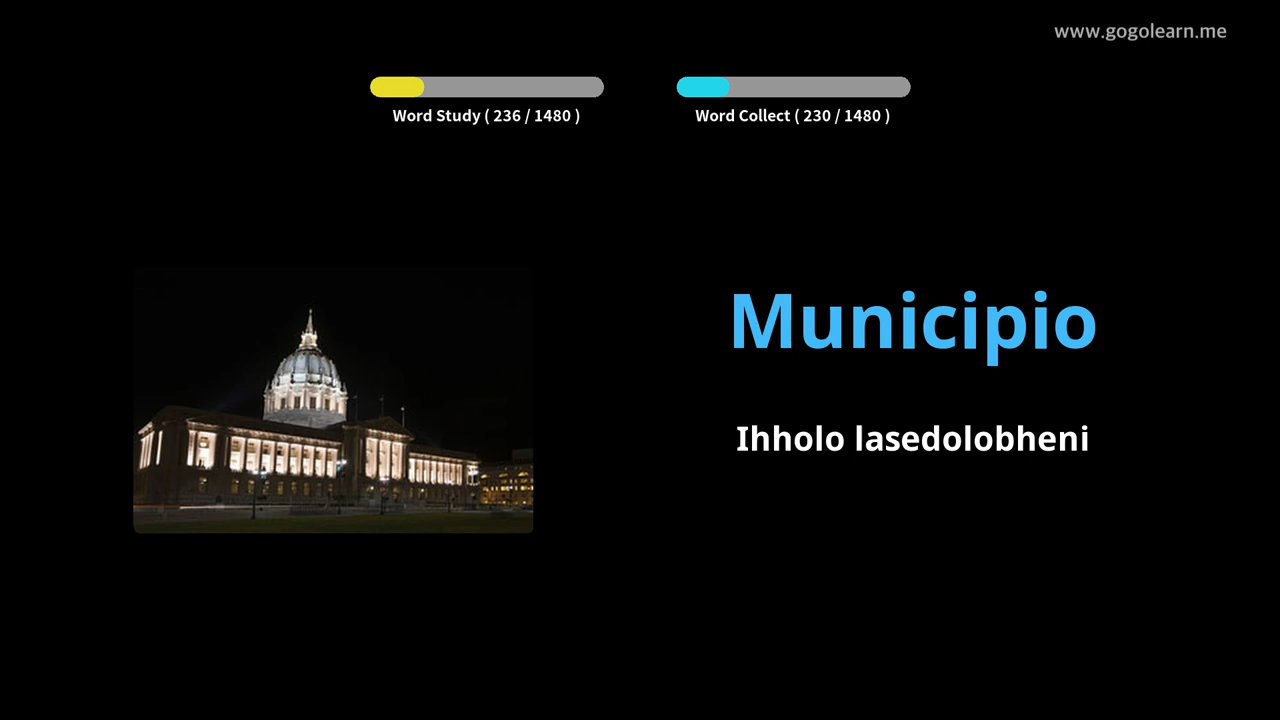 www.gogolearn.me
Word Study ( 236 / 1480 )
Word Collect ( 230 / 1480 )
Municipio
Ihholo lasedolobheni